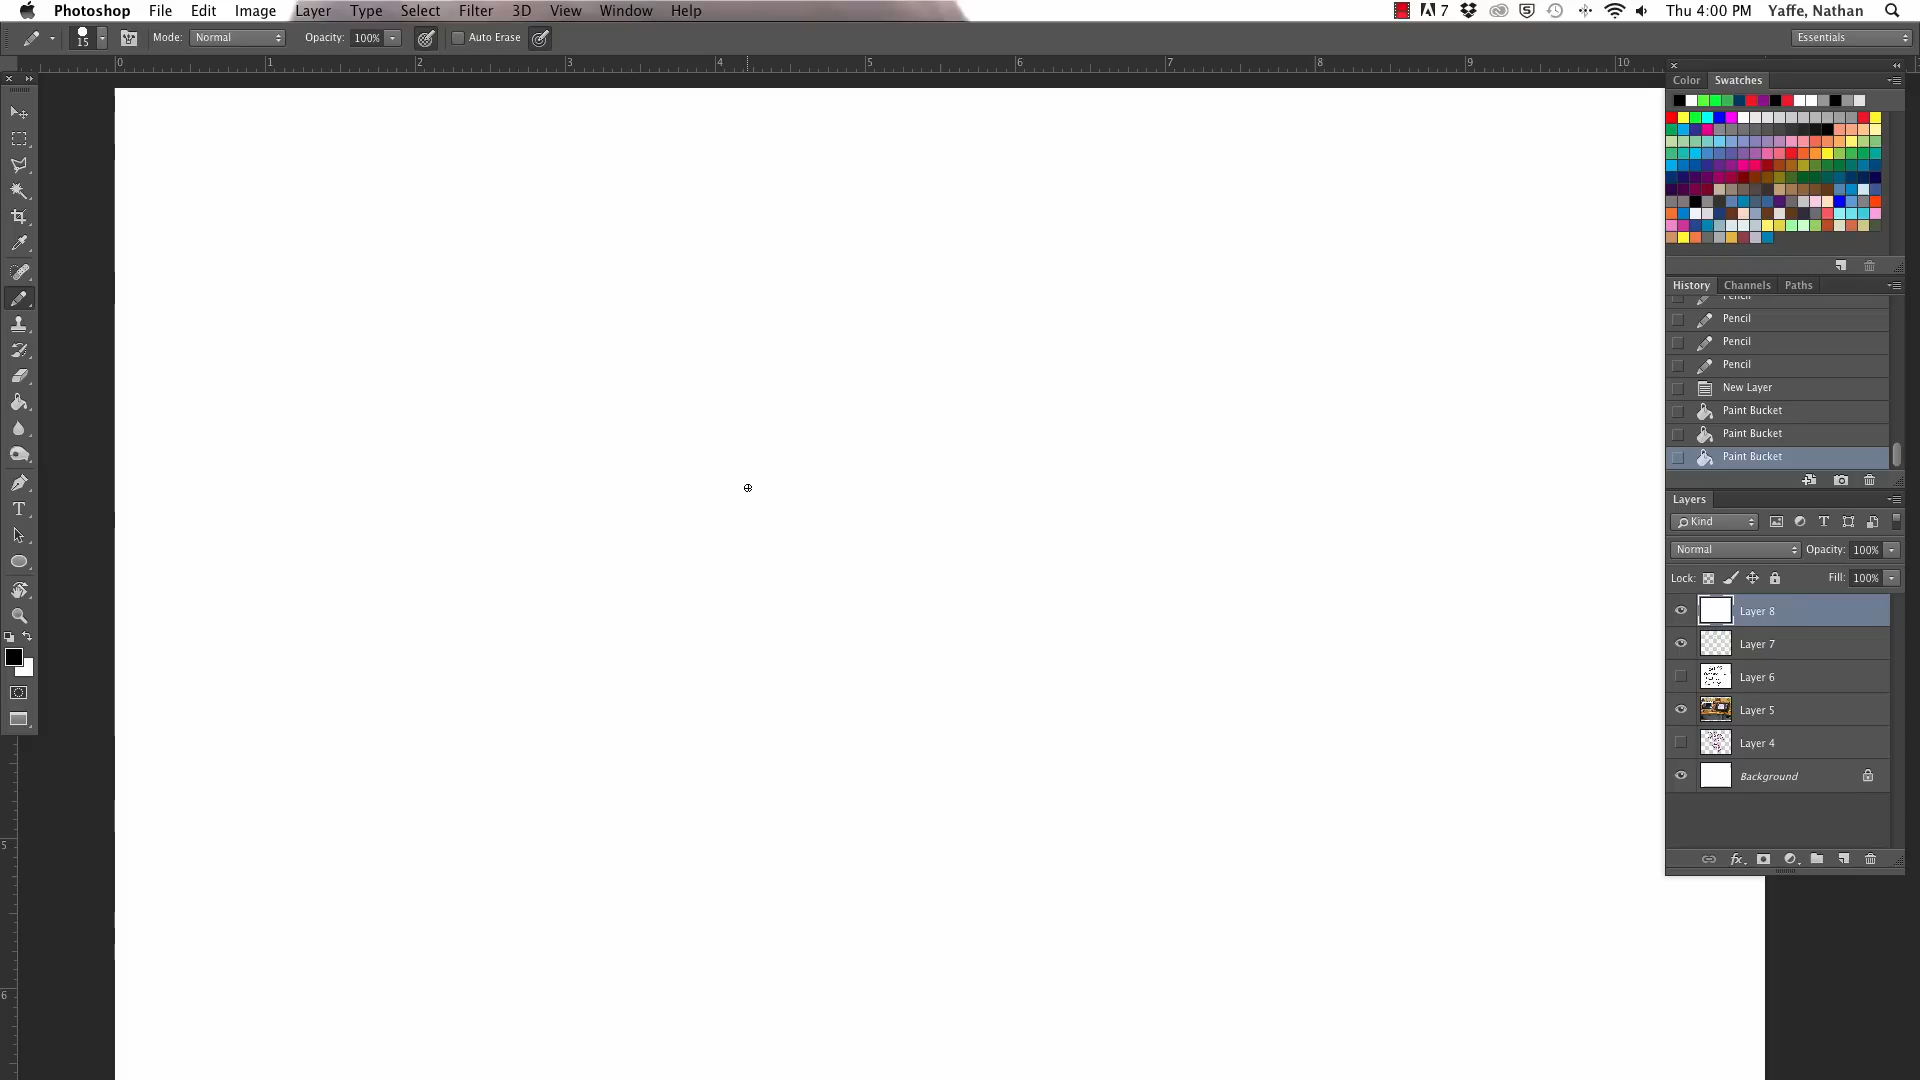 Photoshop File Edit Image Layer Type Select Filter 3D View Window Help 7 Thu 4:00 PM Yaffe, Nathan
15 Mode: Normal Opacity: 100% Auto Erase Essentials
0 1 2 3 4 5 6 7 8 9 10
Color Swatches
History Channels Paths
Pencil
Pencil
Pencil
Pencil
New Layer
Paint Bucket
Paint Bucket
Paint Bucket
Layers
Kind
Normal Opacity: 100%
Lock: Fill: 100%
Layer 8
Layer 7
Layer 6
Layer 5
Layer 4
Background
fx
T
5
6